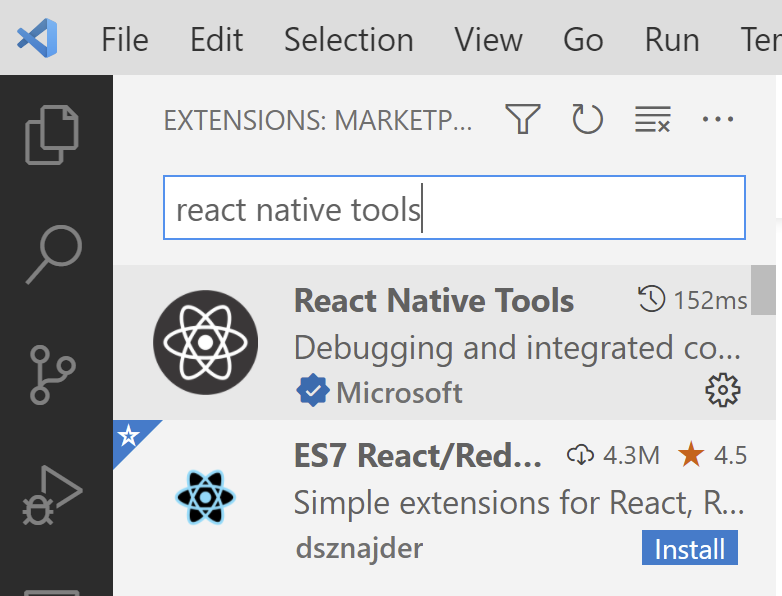 File Edit Selection View Go Run Ter
EXTENSIONS: MARKETP...
react native tools
React Native Tools 152ms
Debugging and integrated co...
Microsoft
ES7 React/Red... 4.3M 4.5
Simple extensions for React, R...
dsznajder Install